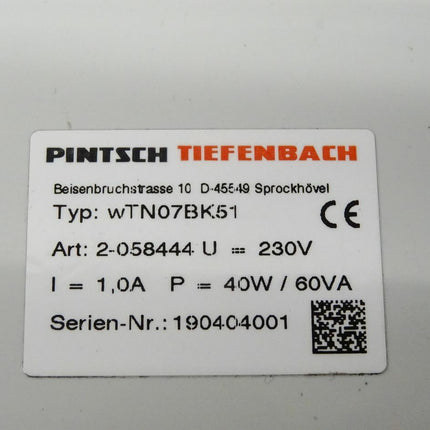 PINTSCH TIEFENBACH
Beisenbruchstrasse 10 D-45549 Sprockhövel
Typ: wTN07BK51 CE
Art: 2-058444 U = 230V
I = 1,0A P = 40W / 60VA
Serien-Nr.: 190404001